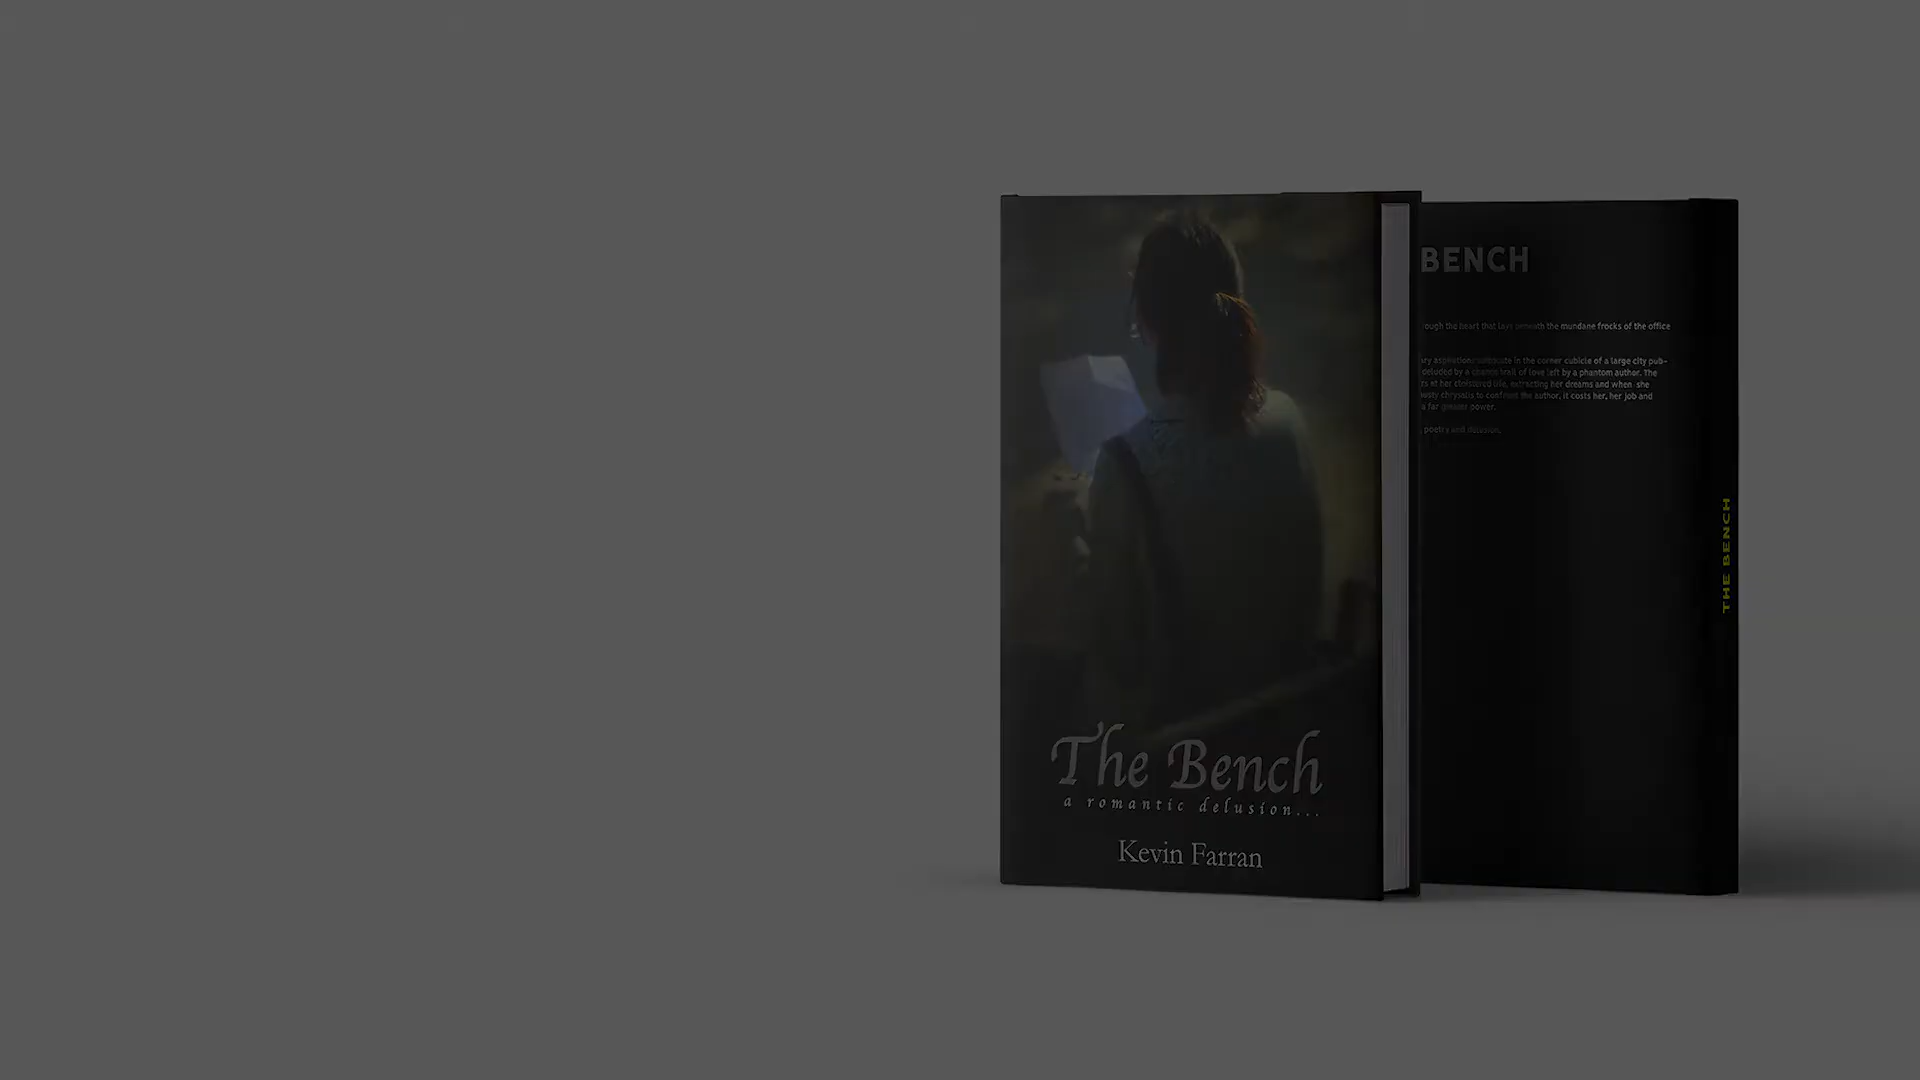 The Bench
a romantic delusion...
Kevin Farran
BENCH
ough the heart that lays beneath the mundane frocks of the office
ary aspirations in the corner cubicle of a large city pub-
deluded by a chance trail of love left by a phantom author. The
rs at her cloistered life, extracting her dreams and when she
usty chrysalis to confront the author, it costs her, her job and
a far greater power.
, poetry and delusion.
THE BENCH